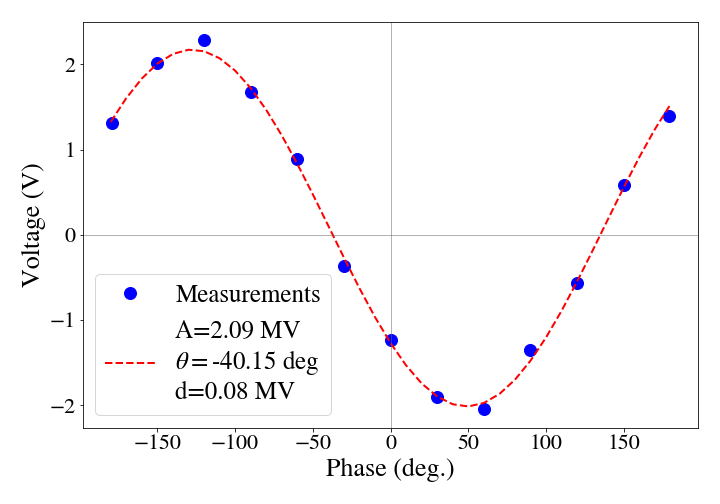 2
1
0
−1
−2
Voltage (V)
Measurements
A=2.09 MV
θ = -40.15 deg
d=0.08 MV
−150
−100
−50
0
50
100
150
Phase (deg.)